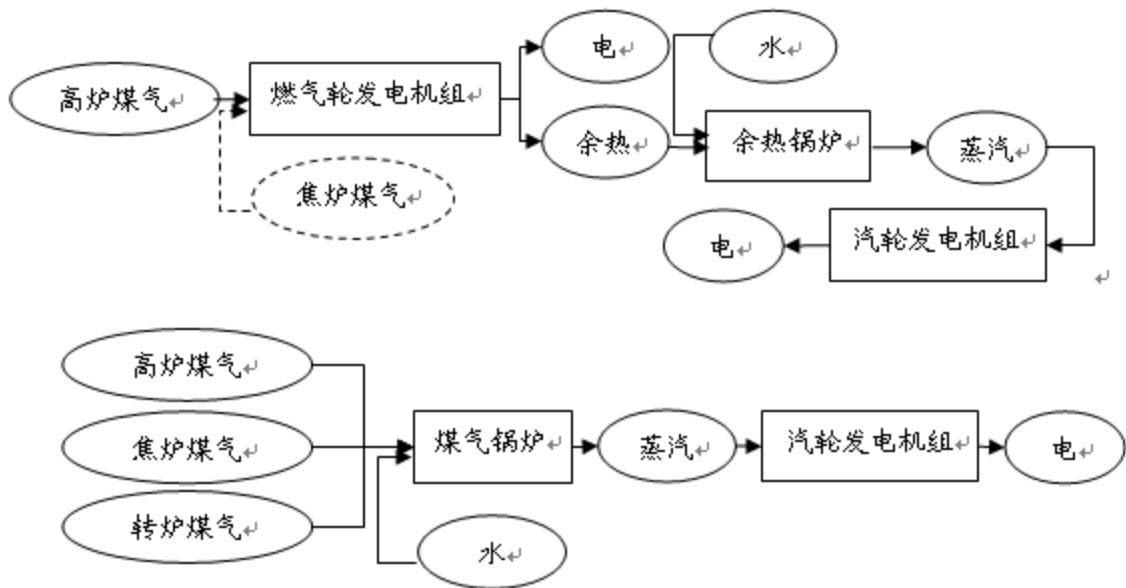 电
水
高炉煤气
燃气轮发电机组
余热
余热锅炉
蒸汽
焦炉煤气
电
汽轮发电机组
高炉煤气
焦炉煤气
煤气锅炉
蒸汽
汽轮发电机组
电
转炉煤气
水